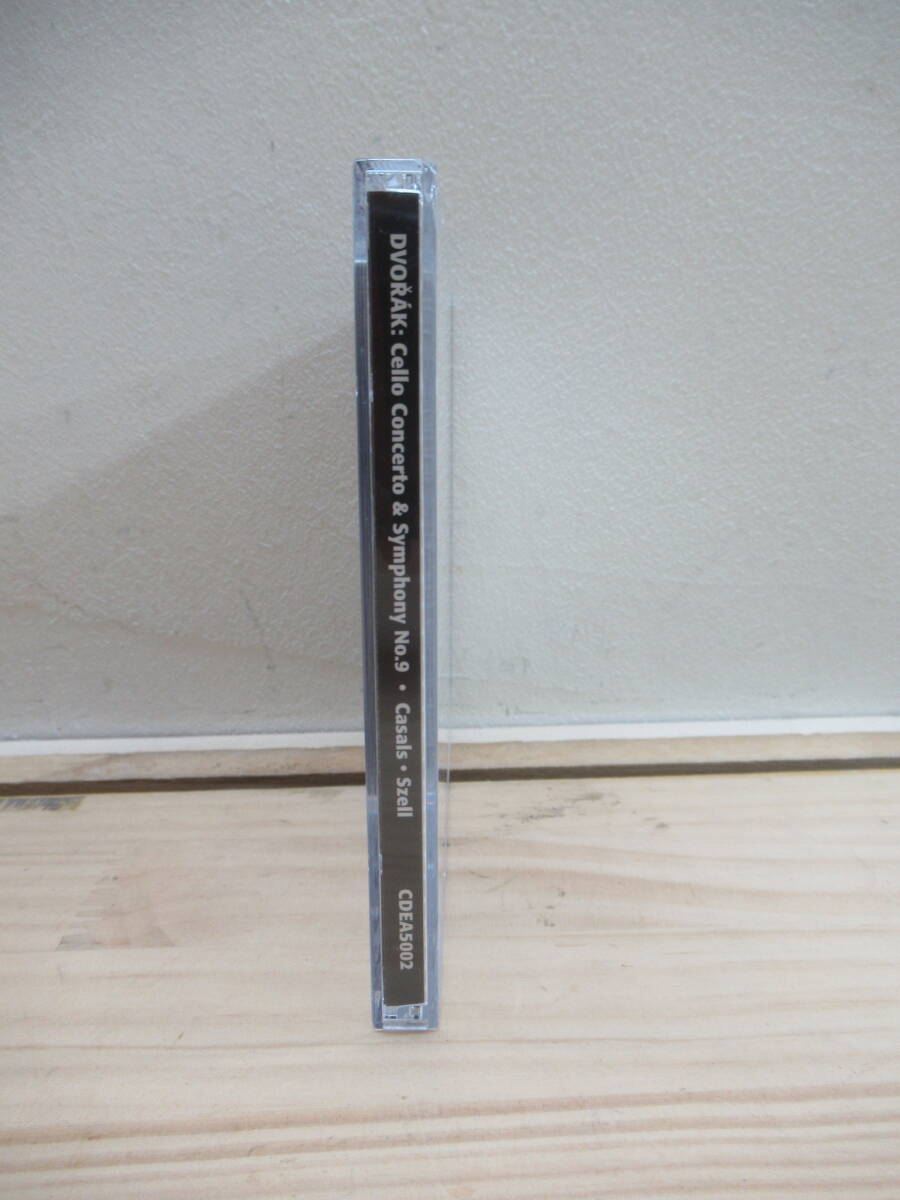 DVOŘÁK: Cello Concerto & Symphony No.9 • Casals • Szell
CDEA5002